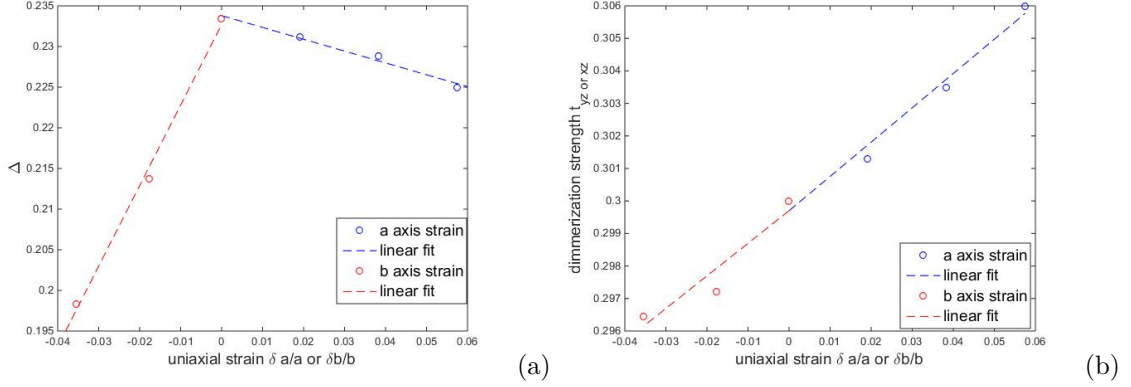 0.235
0.23
0.225
0.22
0.215
0.21
0.205
0.2
0.195
Δ
-0.04 -0.03 -0.02 -0.01 0 0.01 0.02 0.03 0.04 0.05 0.06
uniaxial strain δ a/a or δb/b
a axis strain
linear fit
b axis strain
linear fit
(a)
0.306
0.305
0.304
0.303
0.302
0.301
0.3
0.299
0.298
0.297
0.296
dimmerization strength t yz or xz
-0.04 -0.03 -0.02 -0.01 0 0.01 0.02 0.03 0.04 0.05 0.06
uniaxial strain δ a/a or δb/b
a axis strain
linear fit
b axis strain
linear fit
(b)